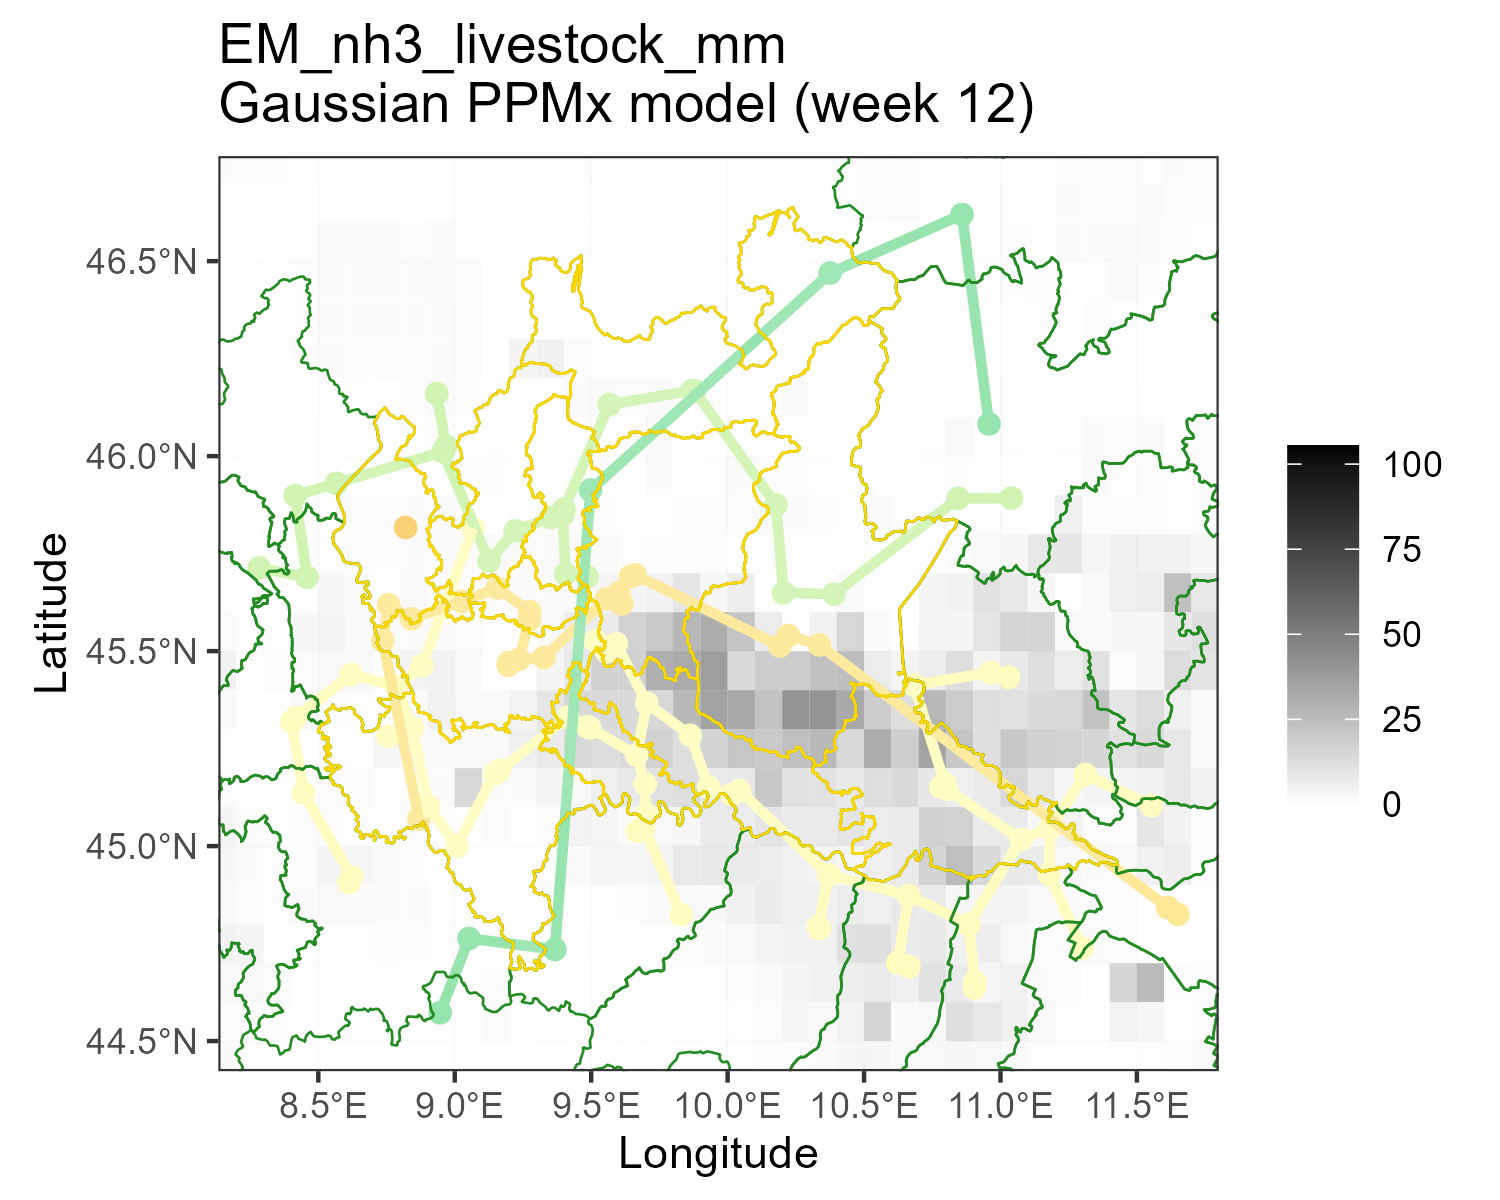 EM_nh3_livestock_mm
Gaussian PPMx model (week 12)
46.5°N
46.0°N
45.5°N
45.0°N
44.5°N
Latitude
8.5°E
9.0°E
9.5°E
10.0°E
10.5°E
11.0°E
11.5°E
Longitude
100
75
50
25
0